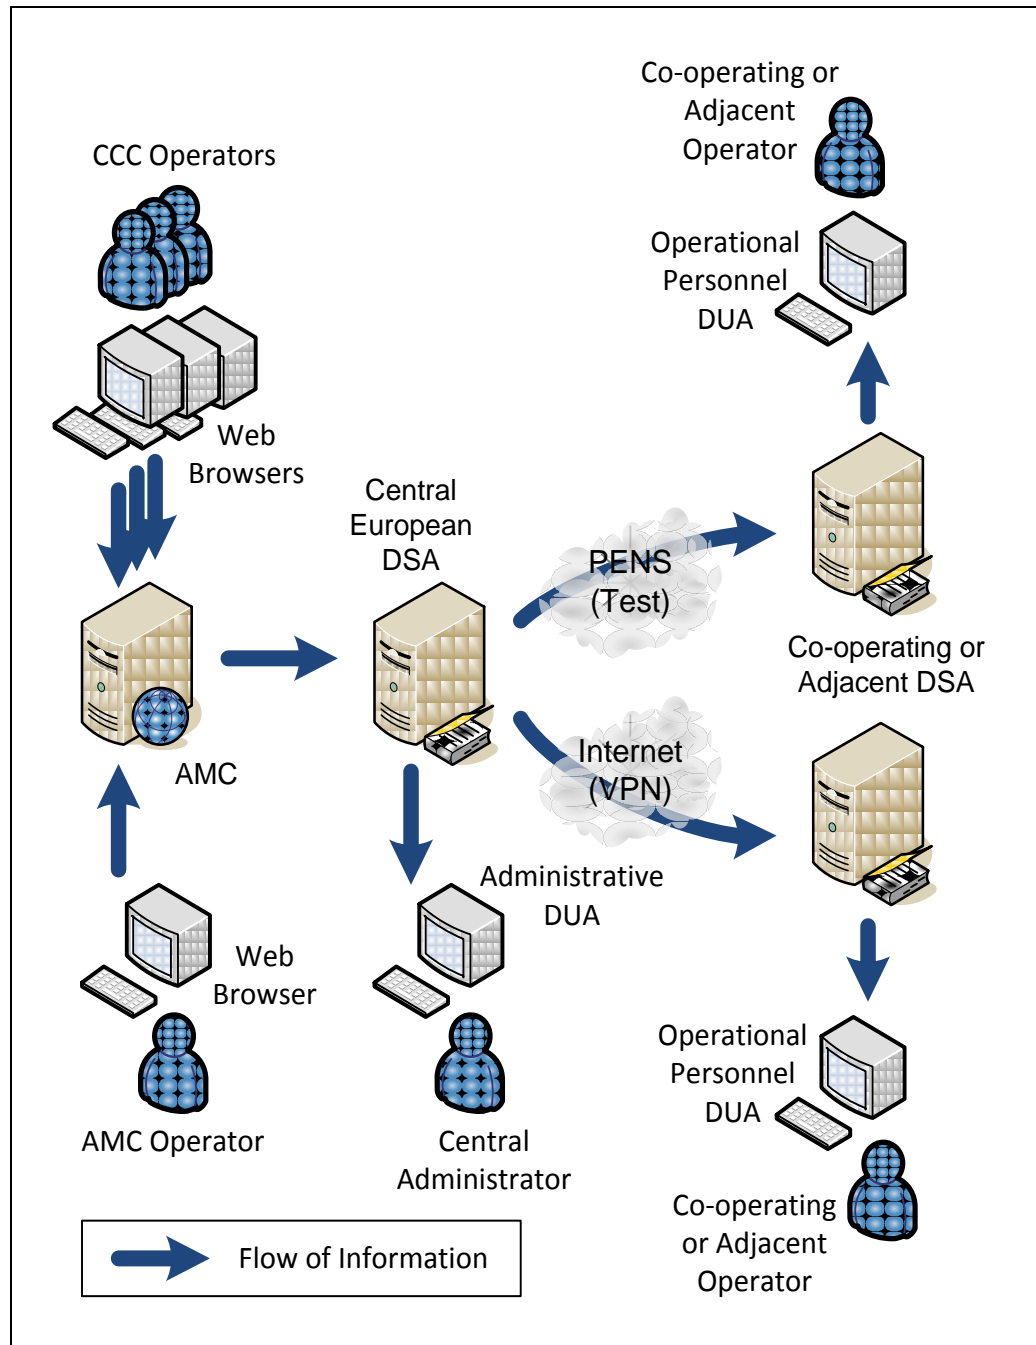 CCC Operators
Web
Browsers
Co-operating or
Adjacent
Operator
Operational
Personnel
DUA
Central
European
DSA
PENS
(Test)
Co-operating or
Adjacent DSA
AMC
Internet
(VPN)
Administrative
DUA
Web
Browser
AMC Operator
Central
Administrator
Operational
Personnel
DUA
Co-operating
or Adjacent
Operator
Flow of Information